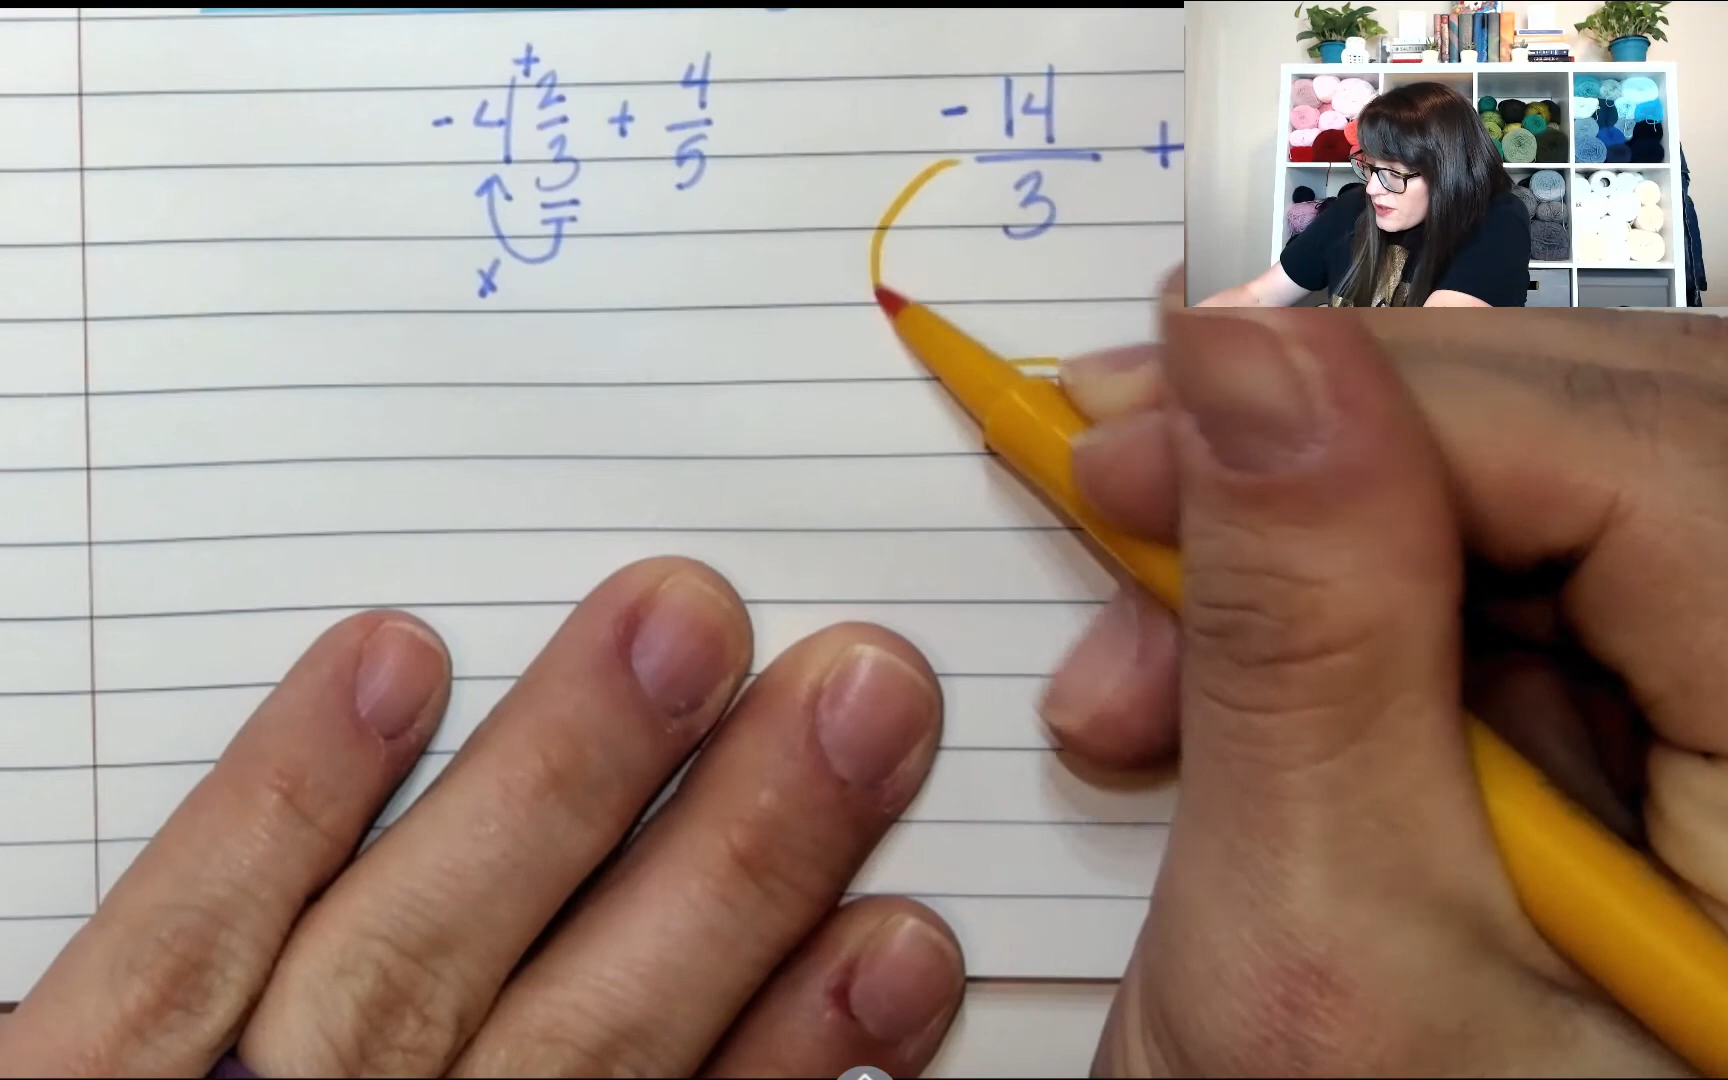 +
- 4 2/3 + 4/5
x
- 14/3 +